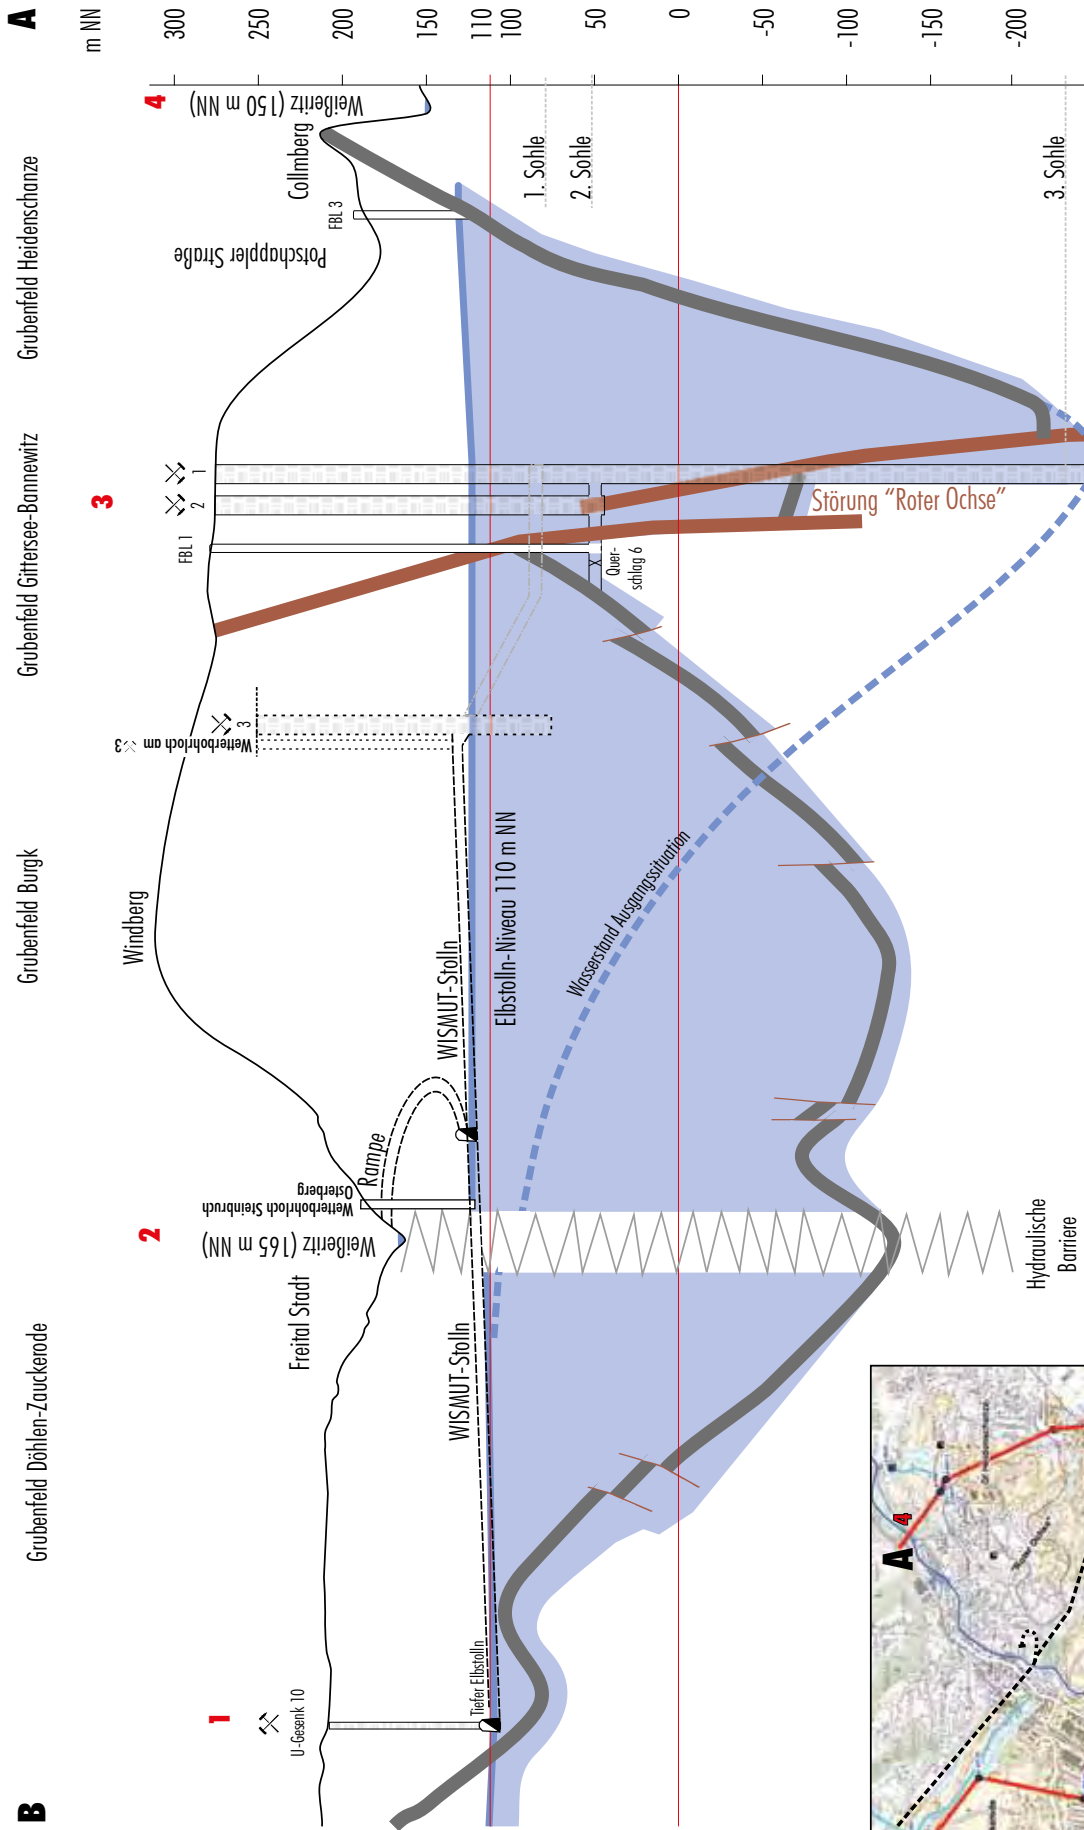 B
A
Grubenfeld Döhlen-Zauckerode
Grubenfeld Burgk
Grubenfeld Gittersee-Bannewitz
Grubenfeld Heidenschanze
m NN
300
250
200
150
110
100
50
0
-50
-100
-150
-200
1
2
3
4
U-Gesenk 10
Tiefer Elbstolln
Freital Stadt
Weißeritz (165 m NN)
Wetterbohrloch Steinbruch
Osterberg
Rampe
WISMUT-Stolln
WISMUT-Stolln
Elbstolln-Niveau 110 m NN
Windberg
Wetterbohrloch am 3
3
FBL 1
2
1
Quer-
schlag 6
Störung "Roter Ochse"
Potschappler Straße
FBL 3
Collmberg
Weißeritz (150 m NN)
1. Sohle
2. Sohle
3. Sohle
Wasserstand Ausgangssituation
Hydraulische
Barriere
A
4
"Roter Ochse"